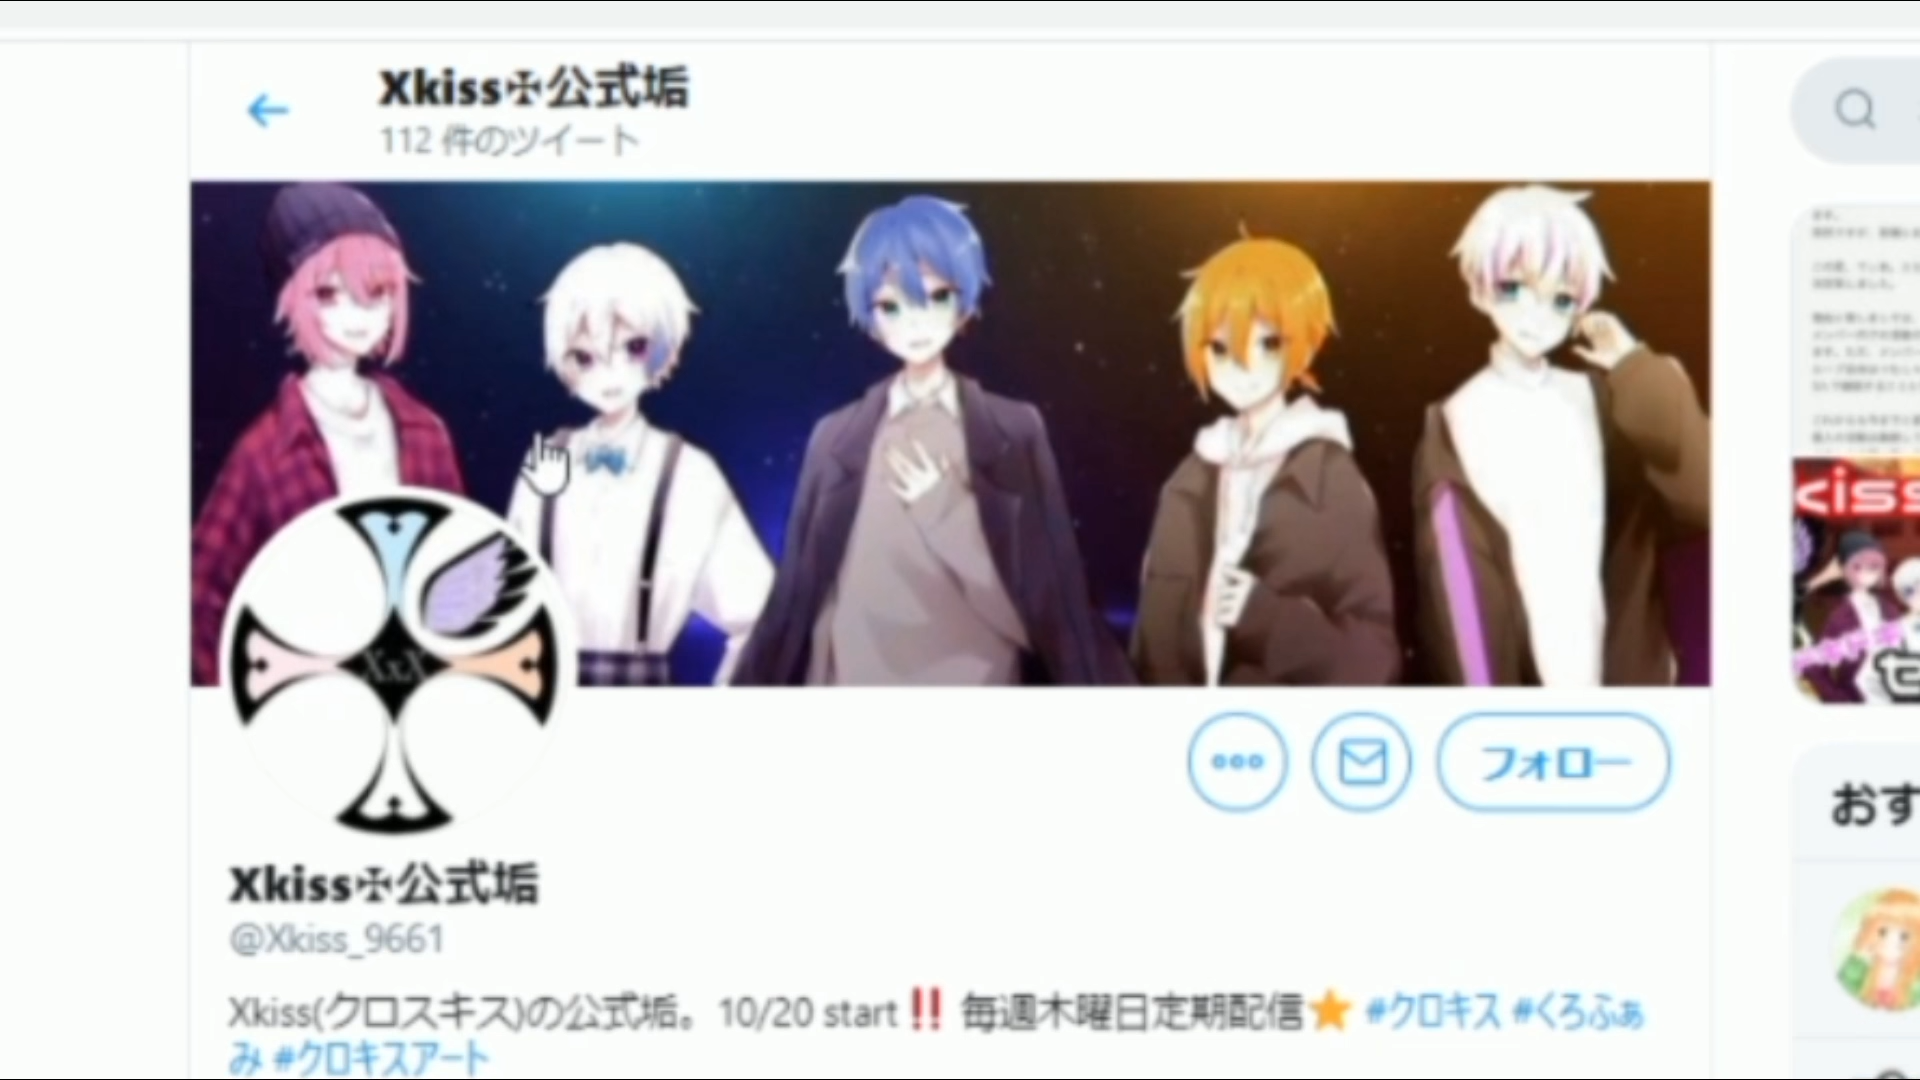 Xkiss✠公式垢
112 件のツイート
kiss
フォロー
おす
Xkiss✠公式垢
@Xkiss_9661
Xkiss(クロスキス)の公式垢。10/20 start‼ 毎週木曜日定期配信⭐ #クロキス #くろふぁ
み #クロキスアート